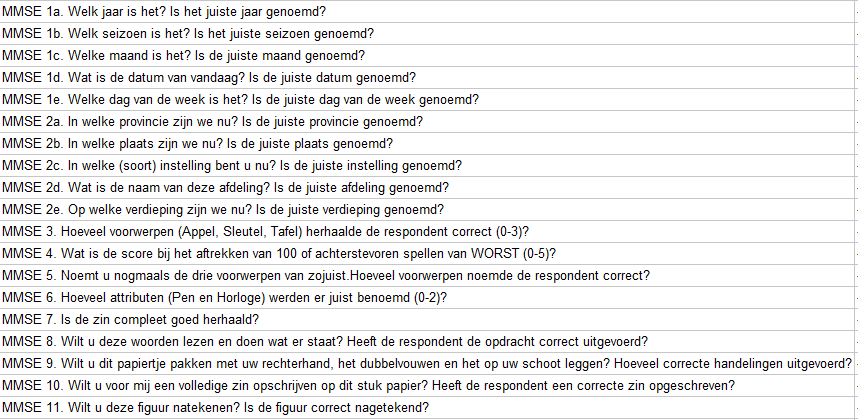 MMSE 1a. Welk jaar is het? Is het juiste jaar genoemd?
MMSE 1b. Welk seizoen is het? Is het juiste seizoen genoemd?
MMSE 1c. Welke maand is het? Is de juiste maand genoemd?
MMSE 1d. Wat is de datum van vandaag? Is de juiste datum genoemd?
MMSE 1e. Welke dag van de week is het? Is de juiste dag van de week genoemd?
MMSE 2a. In welke provincie zijn we nu? Is de juiste provincie genoemd?
MMSE 2b. In welke plaats zijn we nu? Is de juiste plaats genoemd?
MMSE 2c. In welke (soort) instelling bent u nu? Is de juiste instelling genoemd?
MMSE 2d. Wat is de naam van deze afdeling? Is de juiste afdeling genoemd?
MMSE 2e. Op welke verdieping zijn we nu? Is de juiste verdieping genoemd?
MMSE 3. Hoeveel voorwerpen (Appel, Sleutel, Tafel) herhaalde de respondent correct (0-3)?
MMSE 4. Wat is de score bij het aftrekken van 100 of achterstevoren spellen van WORST (0-5)?
MMSE 5. Noemt u nogmaals de drie voorwerpen van zojuist.Hoeveel voorwerpen noemde de respondent correct?
MMSE 6. Hoeveel attributen (Pen en Horloge) werden er juist benoemd (0-2)?
MMSE 7. Is de zin compleet goed herhaald?
MMSE 8. Wilt u deze woorden lezen en doen wat er staat? Heeft de respondent de opdracht correct uitgevoerd?
MMSE 9. Wilt u dit papiertje pakken met uw rechterhand, het dubbelvouwen en het op uw schoot leggen? Hoeveel correcte handelingen uitgevoerd?
MMSE 10. Wilt u voor mij een volledige zin opschrijven op dit stuk papier? Heeft de respondent een correcte zin opgeschreven?
MMSE 11. Wilt u deze figuur natekenen? Is de figuur correct nagetekend?